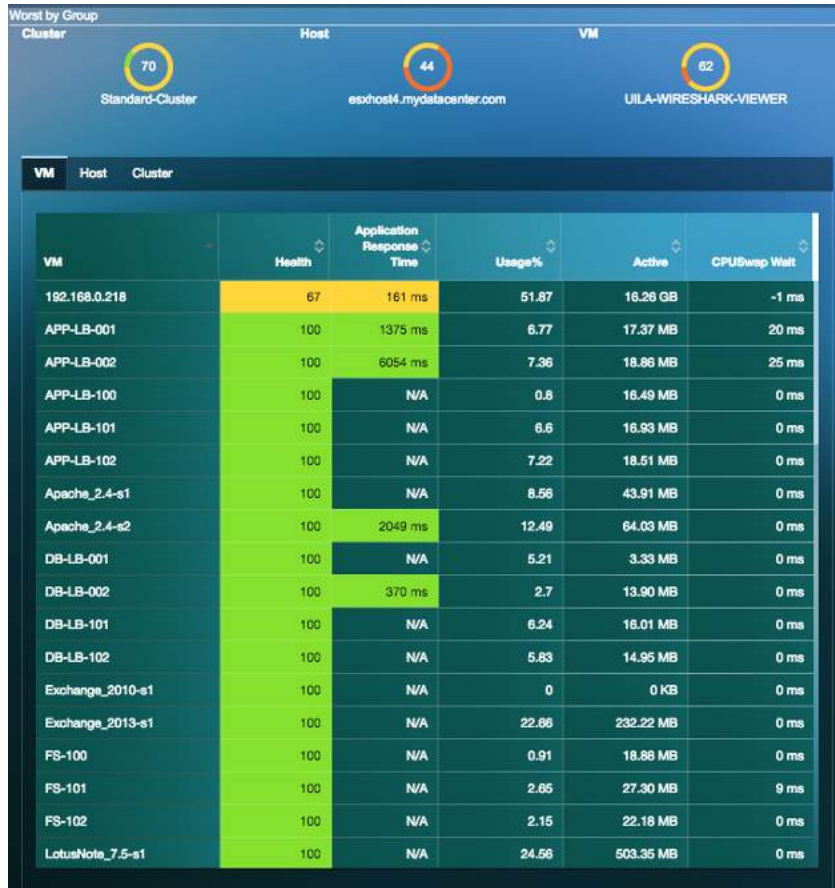 Worst by Group
Cluster Host VM
70 44 62
Standard-Cluster esxhost4.mydatacenter.com UILA-WIRESHARK-VIEWER
VM Host Cluster
VM Health Application Response Time Usage% Active CPUSwap Wait
192.168.0.218 67 161 ms 51.87 16.26 GB -1 ms
APP-LB-001 100 1375 ms 6.77 17.37 MB 20 ms
APP-LB-002 100 6054 ms 7.36 18.86 MB 25 ms
APP-LB-100 100 N/A 0.8 16.49 MB 0 ms
APP-LB-101 100 N/A 6.6 16.93 MB 0 ms
APP-LB-102 100 N/A 7.22 18.51 MB 0 ms
Apache_2.4-s1 100 N/A 8.56 43.91 MB 0 ms
Apache_2.4-s2 100 2049 ms 12.49 64.03 MB 0 ms
DB-LB-001 100 N/A 5.21 3.33 MB 0 ms
DB-LB-002 100 370 ms 2.7 13.90 MB 0 ms
DB-LB-101 100 N/A 6.24 16.01 MB 0 ms
DB-LB-102 100 N/A 5.83 14.95 MB 0 ms
Exchange_2010-s1 100 N/A 0 0 KB 0 ms
Exchange_2013-s1 100 N/A 22.66 232.22 MB 0 ms
FS-100 100 N/A 0.91 18.88 MB 0 ms
FS-101 100 N/A 2.65 27.30 MB 9 ms
FS-102 100 N/A 2.15 22.18 MB 0 ms
LotusNote_7.5-s1 100 N/A 24.56 503.35 MB 0 ms